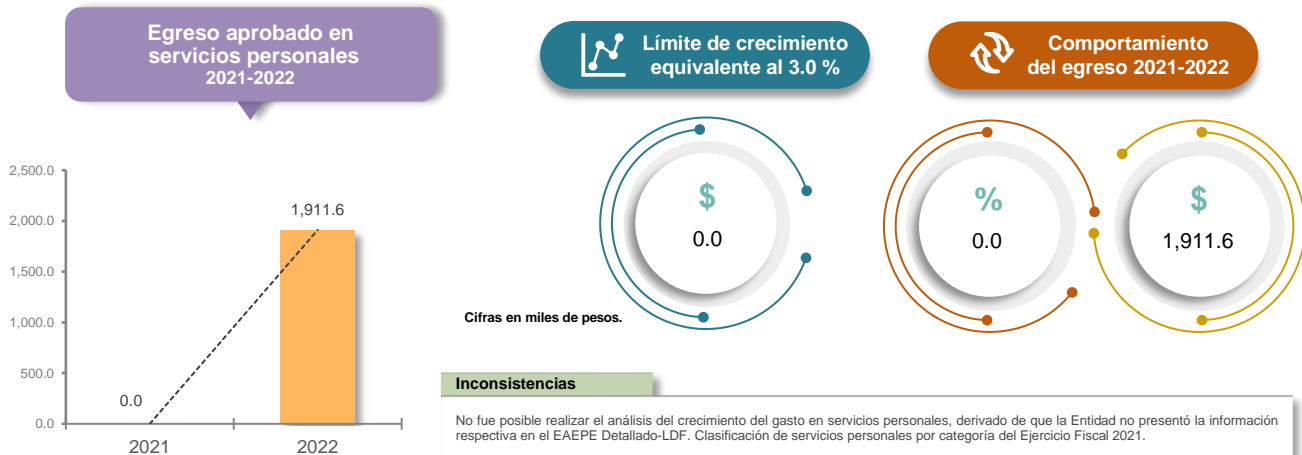 Egreso aprobado en
servicios personales
2021-2022
Límite de crecimiento
equivalente al 3.0 %
Comportamiento
del egreso 2021-2022
2,500.0
2,000.0
1,500.0
1,000.0
500.0
0.0
0.0
1,911.6
2021
2022
$
0.0
%
0.0
$
1,911.6
Cifras en miles de pesos.
Inconsistencias
No fue posible realizar el análisis del crecimiento del gasto en servicios personales, derivado de que la Entidad no presentó la información
respectiva en el EAEPE Detallado-LDF. Clasificación de servicios personales por categoría del Ejercicio Fiscal 2021.